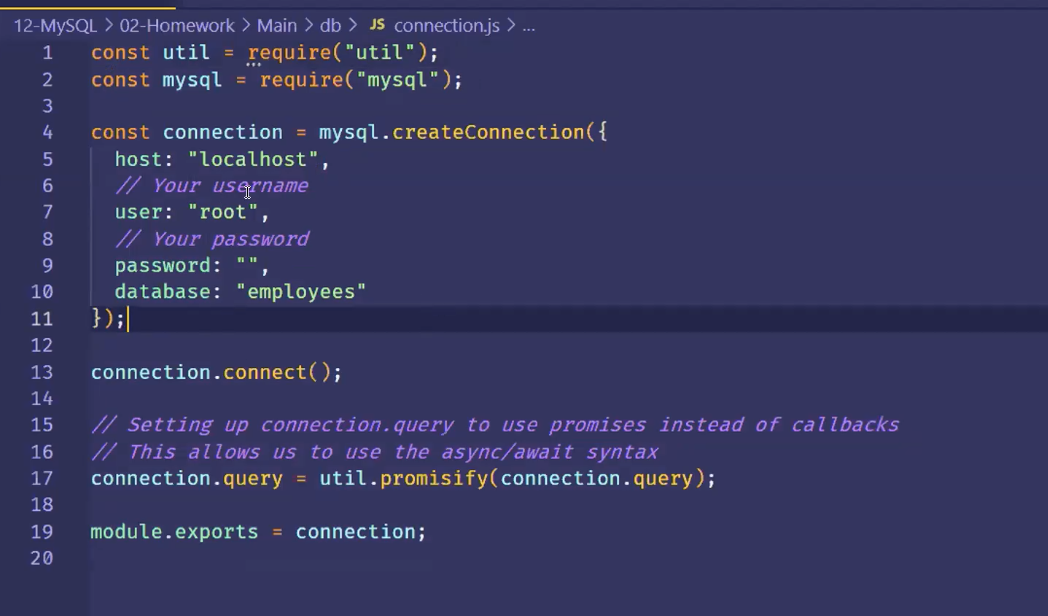 12-MySQL > 02-Homework > Main > db > JS connection.js > ...
1 const util = require("util");
2 const mysql = require("mysql");
3
4 const connection = mysql.createConnection({
5 host: "localhost",
6 // Your username
7 user: "root",
8 // Your password
9 password: "",
10 database: "employees"
11 });
12
13 connection.connect();
14
15 // Setting up connection.query to use promises instead of callbacks
16 // This allows us to use the async/await syntax
17 connection.query = util.promisify(connection.query);
18
19 module.exports = connection;
20